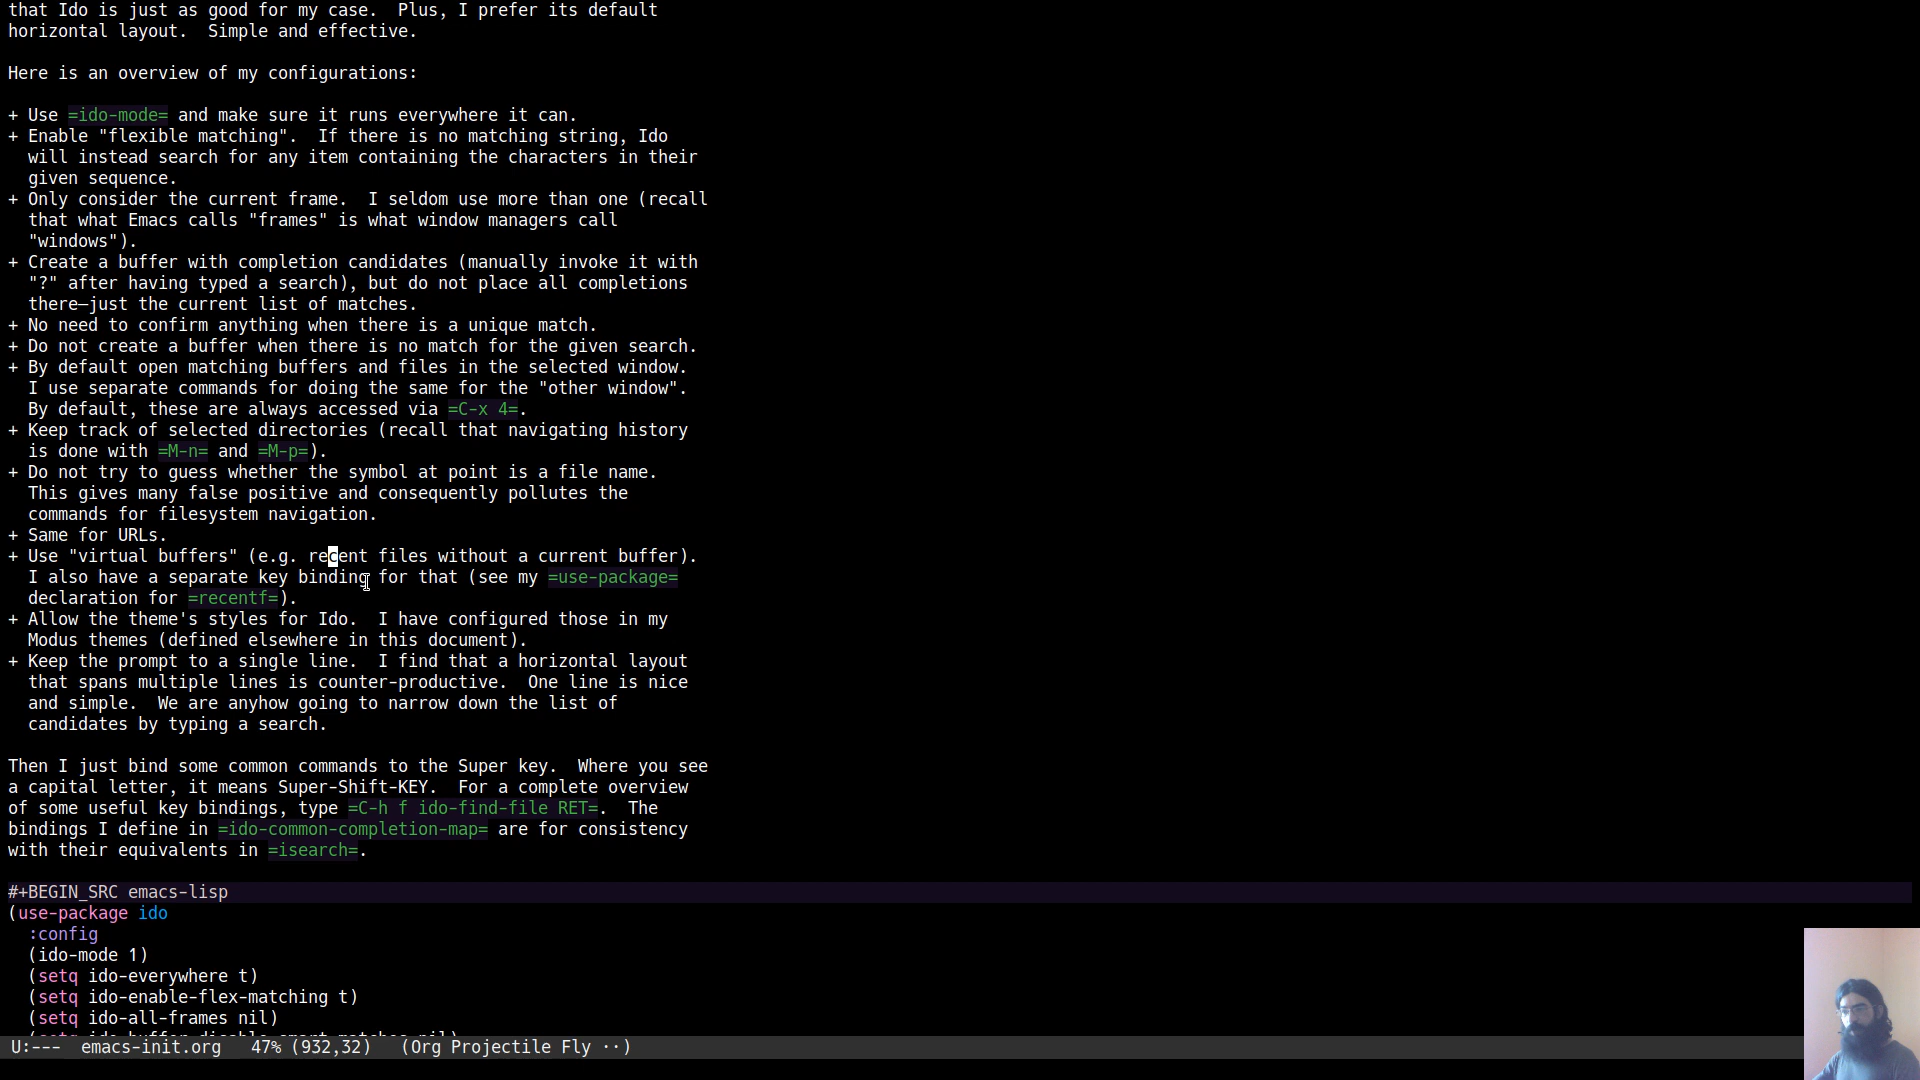 that Ido is just as good for my case.  Plus, I prefer its default
horizontal layout.  Simple and effective.
Here is an overview of my configurations:
+ Use =ido-mode= and make sure it runs everywhere it can.
+ Enable "flexible matching".  If there is no matching string, Ido
will instead search for any item containing the characters in their
given sequence.
+ Only consider the current frame.  I seldom use more than one (recall
that what Emacs calls "frames" is what window managers call
"windows").
+ Create a buffer with completion candidates (manually invoke it with
"?" after having typed a search), but do not place all completions
there—just the current list of matches.
+ No need to confirm anything when there is a unique match.
+ Do not create a buffer when there is no match for the given search.
+ By default open matching buffers and files in the selected window.
I use separate commands for doing the same for the "other window".
By default, these are always accessed via =C-x 4=.
+ Keep track of selected directories (recall that navigating history
is done with =M-n= and =M-p=).
+ Do not try to guess whether the symbol at point is a file name.
This gives many false positive and consequently pollutes the
commands for filesystem navigation.
+ Same for URLs.
+ Use "virtual buffers" (e.g. recent files without a current buffer).
I also have a separate key binding for that (see my =use-package=
declaration for =recentf=).
+ Allow the theme's styles for Ido.  I have configured those in my
Modus themes (defined elsewhere in this document).
+ Keep the prompt to a single line.  I find that a horizontal layout
that spans multiple lines is counter-productive.  One line is nice
and simple.  We are anyhow going to narrow down the list of
candidates by typing a search.
Then I just bind some common commands to the Super key.  Where you see
a capital letter, it means Super-Shift-KEY.  For a complete overview
of some useful key bindings, type =C-h f ido-find-file RET=.  The
bindings I define in =ido-common-completion-map= are for consistency
with their equivalents in =isearch=.
#+BEGIN_SRC emacs-lisp
(use-package ido
:config
(ido-mode 1)
(setq ido-everywhere t)
(setq ido-enable-flex-matching t)
(setq ido-all-frames nil)
U:---  emacs-init.org   47% (932,32)   (Org Projectile Fly ··)